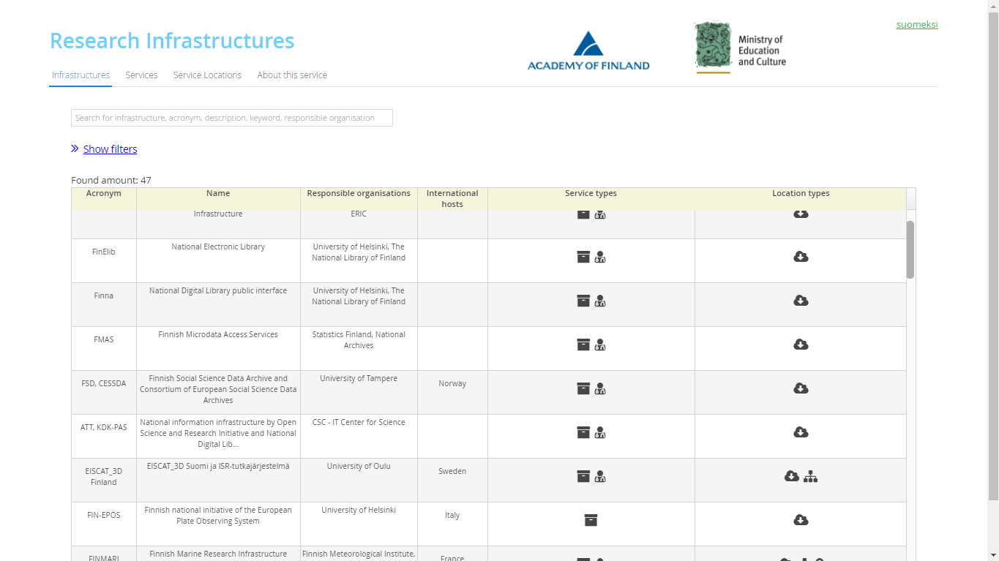 suomeksi
Research Infrastructures
ACADEMY OF FINLAND
Ministry of
Education
and Culture
Infrastructures Services Service Locations About this service
Search for infrastructure, acronym, description, keyword, responsible organisation
Show filters
Found amount: 47
Acronym Name Responsible organisations International hosts Service types Location types
Infrastructure ERIC
FinElib National Electronic Library University of Helsinki, The National Library of Finland
Finna National Digital Library public interface University of Helsinki, The National Library of Finland
FMAS Finnish Microdata Access Services Statistics Finland, National Archives
FSD, CESSDA Finnish Social Science Data Archive and Consortium of European Social Science Data Archives University of Tampere Norway
ATT, KDK-PAS National information infrastructure by Open Science and Research Initiative and National Digital Lib... CSC - IT Center for Science
EISCAT_3D Finland EISCAT_3D Suomi ja ISR-tutkajärjestelmä University of Oulu Sweden
FIN-EPOS Finnish national initiative of the European Plate Observing System University of Helsinki Italy
FINMARI Finnish Marine Research Infrastructure Finnish Meteorological Institute, France